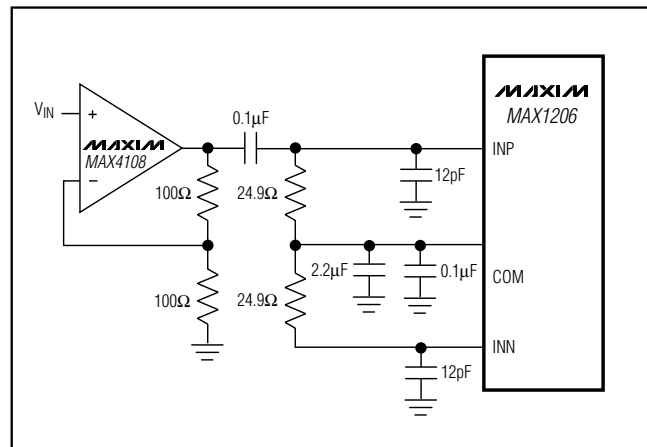 MAXIM
MAX1206
0.1µF
VIN
+
MAXIM
MAX4108
INP
12pF
−
100Ω
24.9Ω
2.2µF
0.1µF
COM
100Ω
24.9Ω
INN
12pF